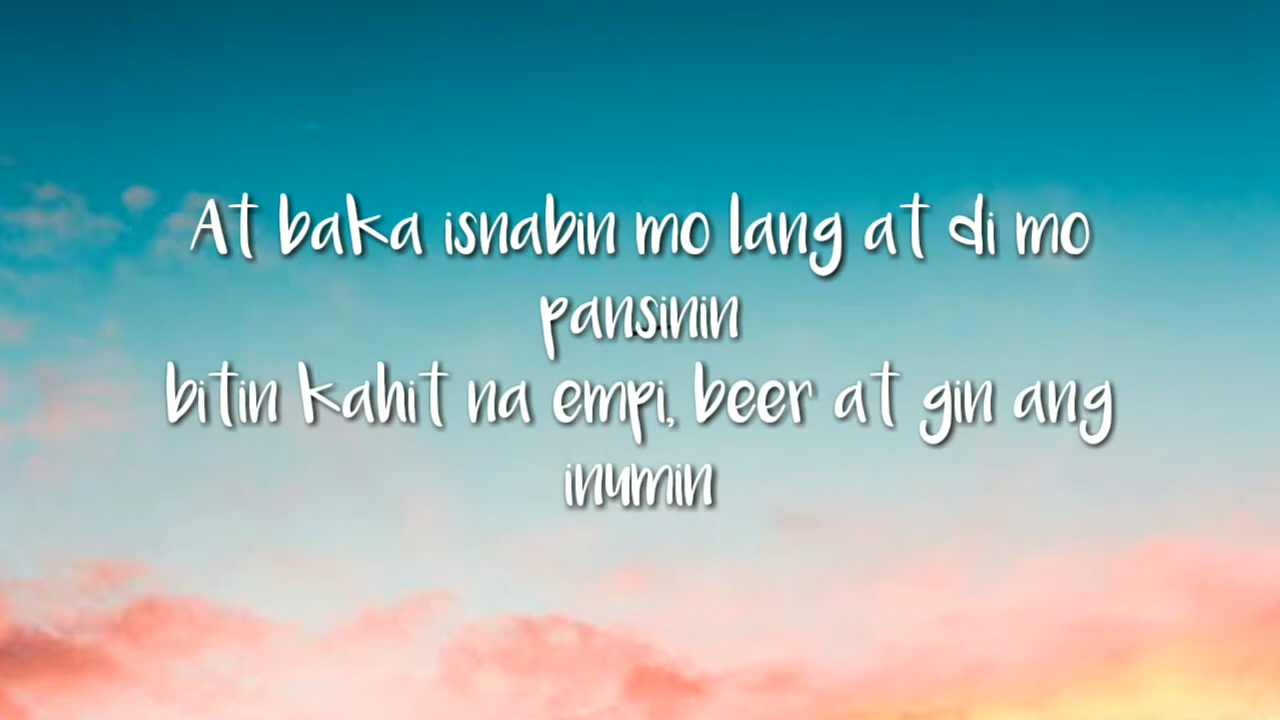 At baka isnabin mo lang at di mo
pansinin
bitin kahit na empi, beer at gin ang
inumin